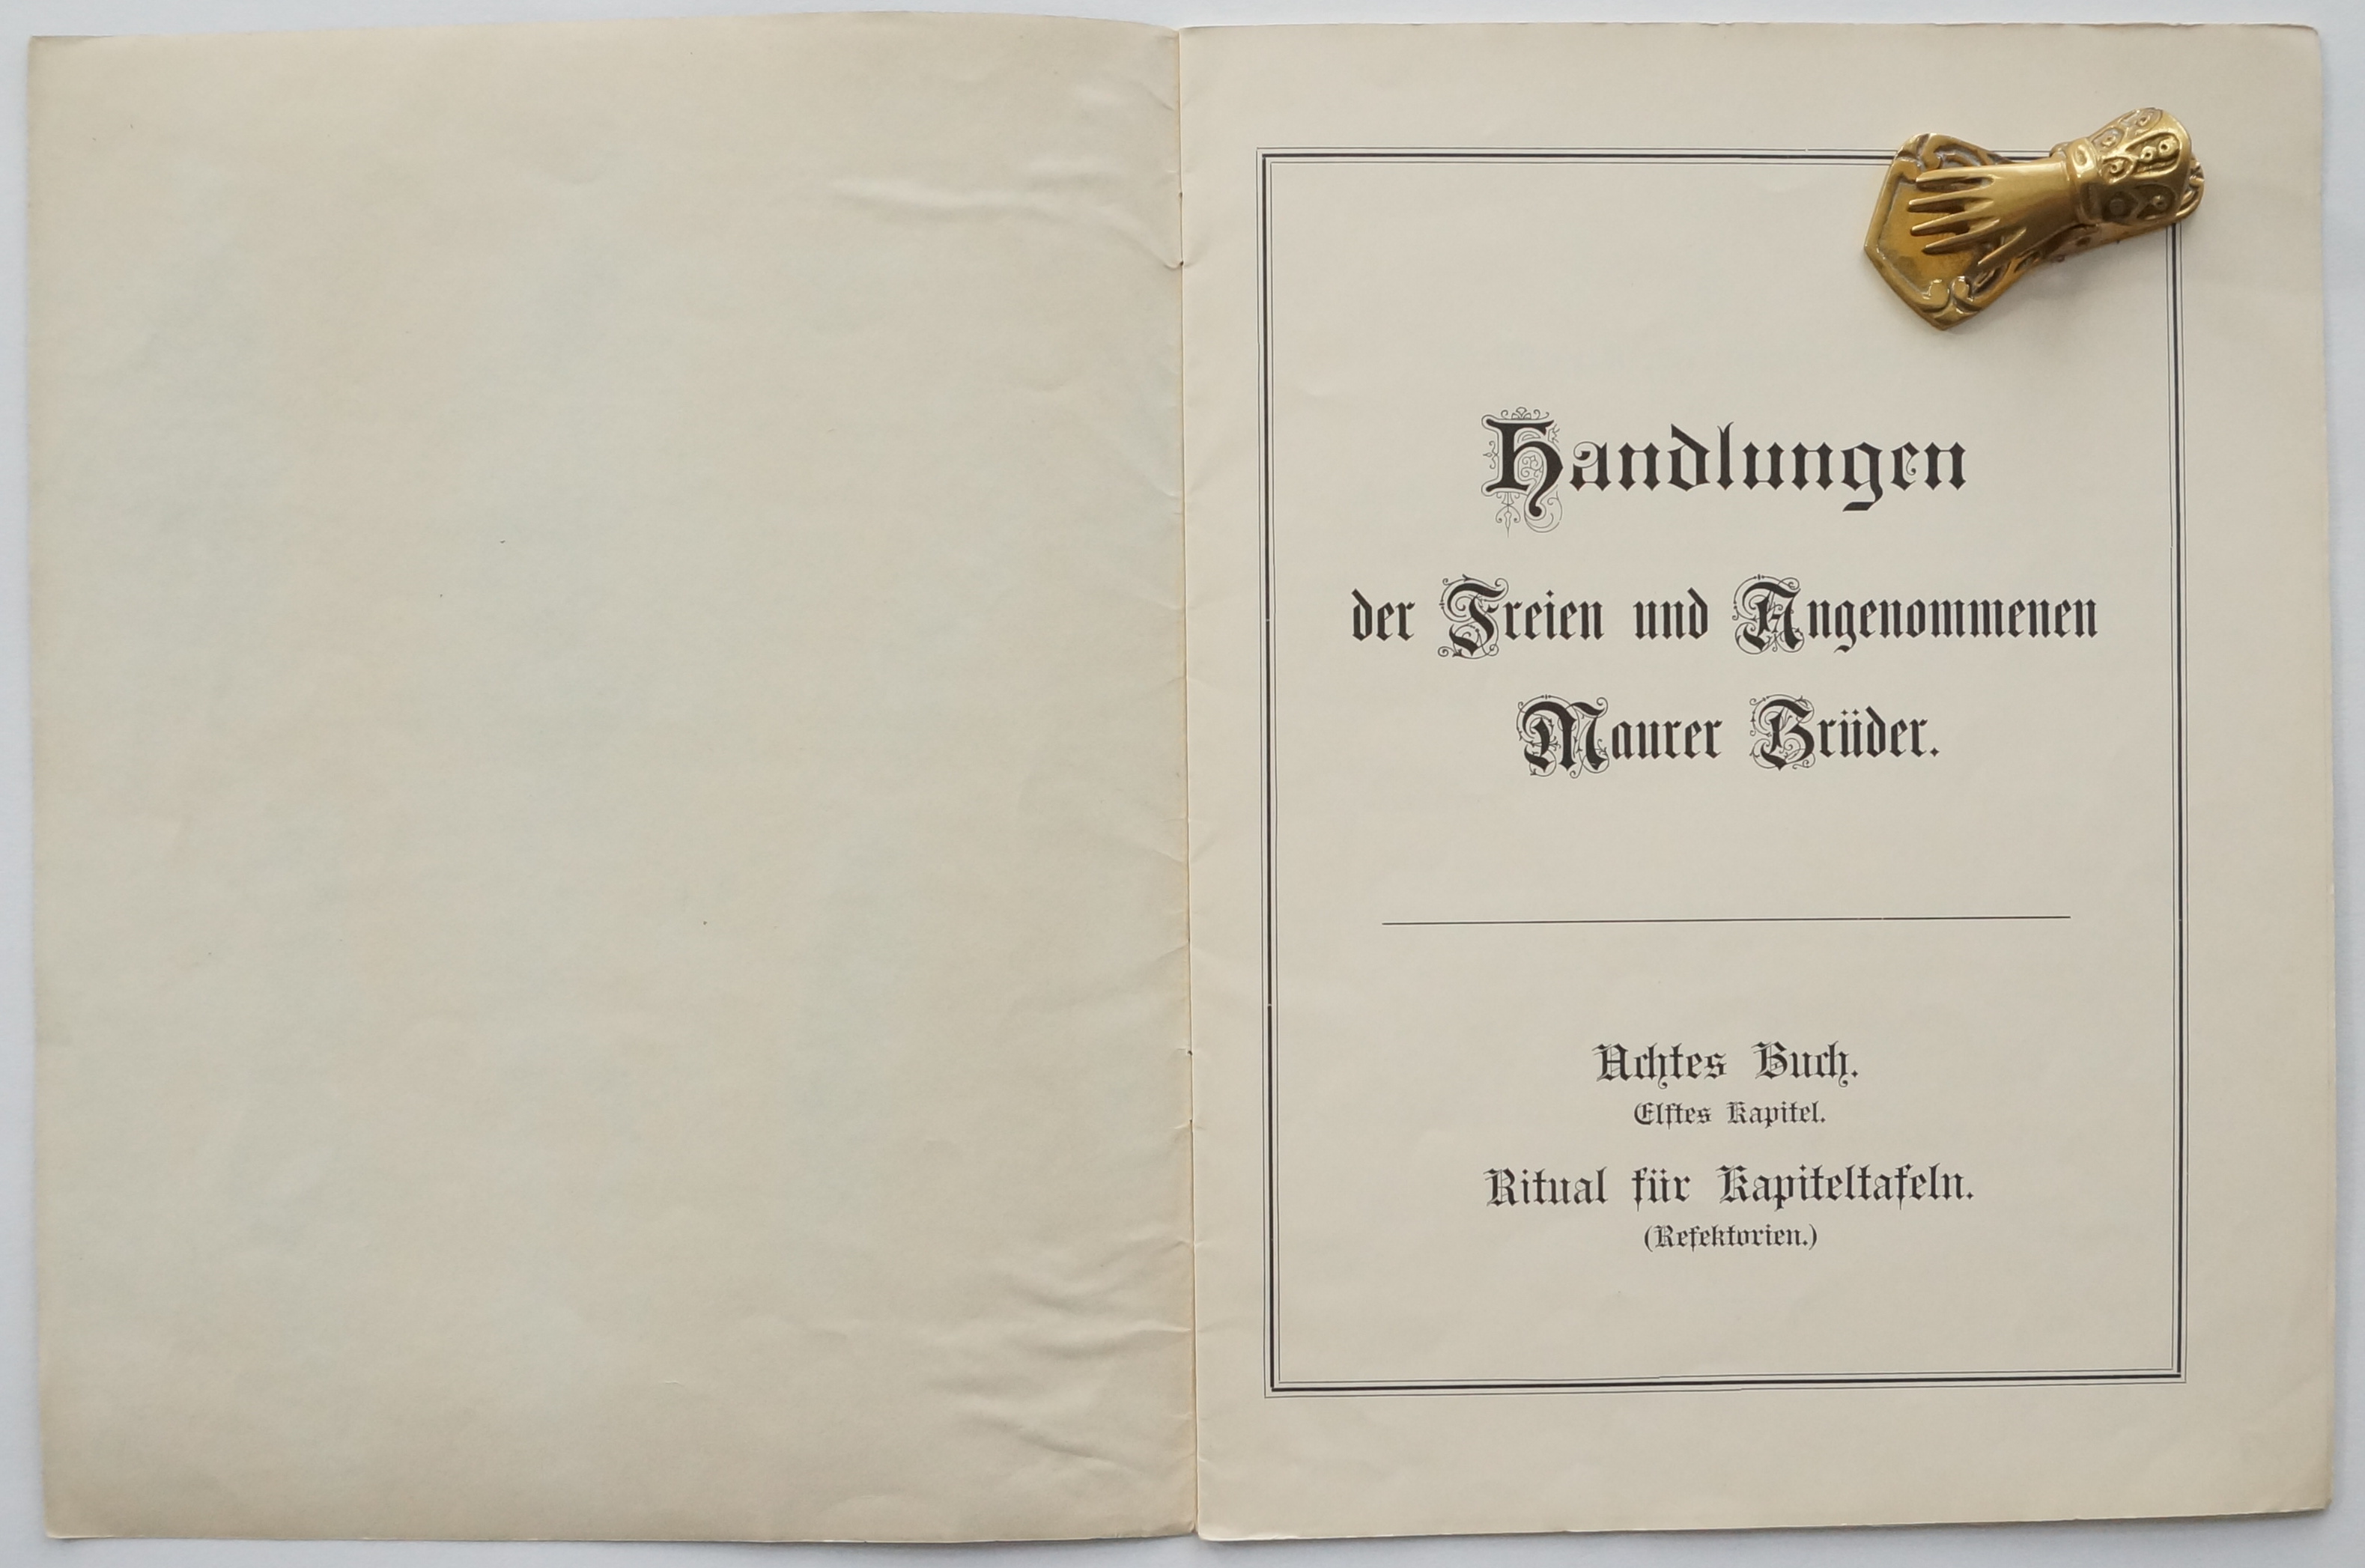 Handlungen
der Freien und Angenommenen
Maurer Brüder.
Achtes Buch.
Elftes Kapitel.
Ritual für Kapiteltafeln.
(Refektorien.)